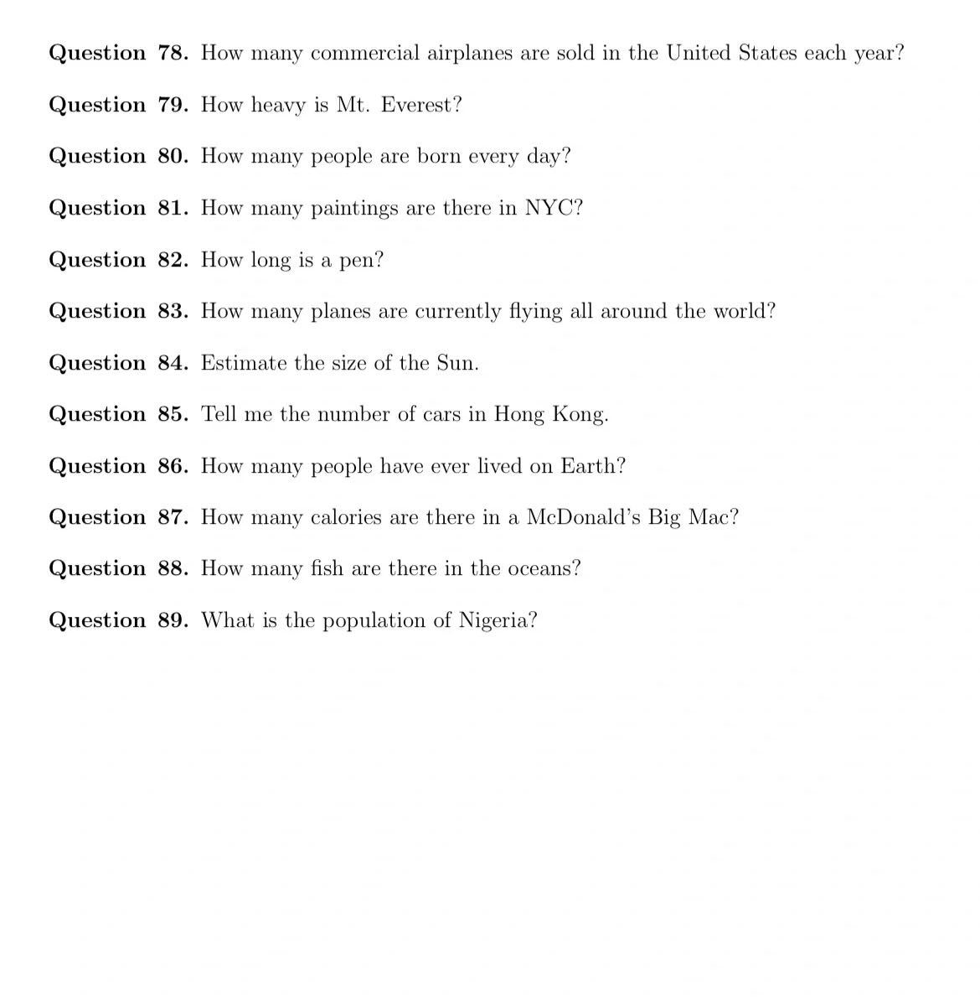 Question 78. How many commercial airplanes are sold in the United States each year?
Question 79. How heavy is Mt. Everest?
Question 80. How many people are born every day?
Question 81. How many paintings are there in NYC?
Question 82. How long is a pen?
Question 83. How many planes are currently flying all around the world?
Question 84. Estimate the size of the Sun.
Question 85. Tell me the number of cars in Hong Kong.
Question 86. How many people have ever lived on Earth?
Question 87. How many calories are there in a McDonald's Big Mac?
Question 88. How many fish are there in the oceans?
Question 89. What is the population of Nigeria?